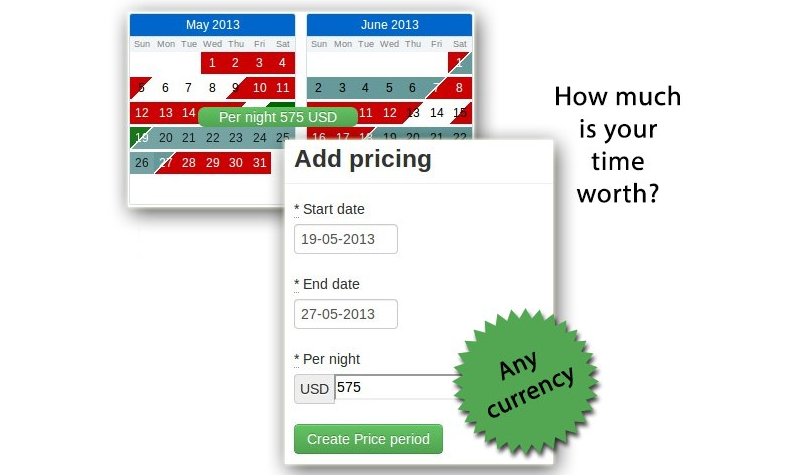 May 2013
Sun Mon Tue Wed Thu Fri Sat
1 2 3 4
5 6 7 8 9 10 11
12 13 14
Per night 575 USD
19 20 21 22 23 24 25
26 27 28 29 30 31
June 2013
Sun Mon Tue Wed Thu Fri Sat
1
2 3 4 5 6 7 8
11 12 13 14 15
16 17 18 19 20 21 22
Add pricing
* Start date
19-05-2013
* End date
27-05-2013
* Per night
USD 575
Create Price period
How much
is your
time
worth?
Any
currency